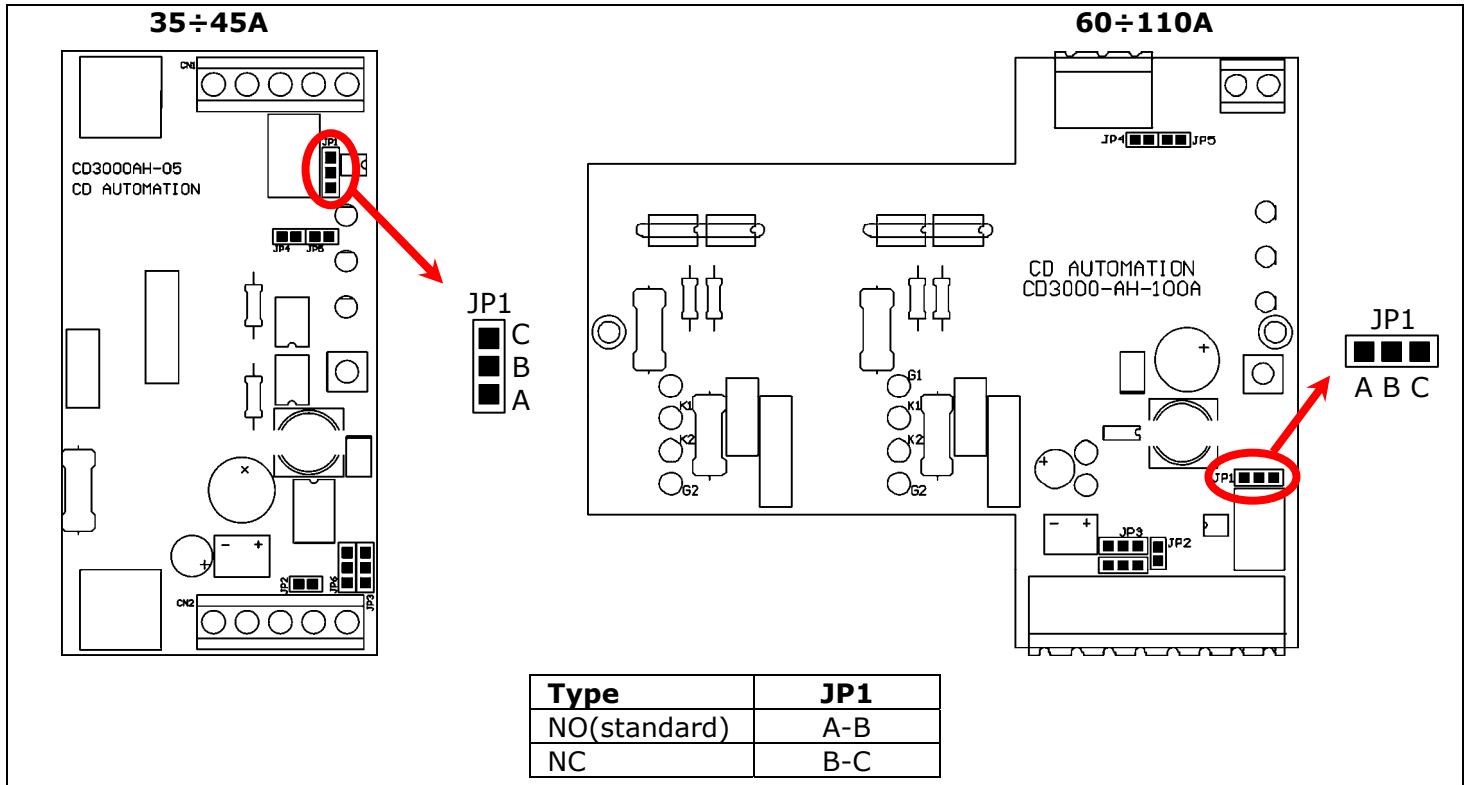 35÷45A
60÷110A
CN1
JP1
CD3000AH-05
CD AUTOMATION
JP4 JP5
JP1
C
B
A
JP2
JP6
JP3
CN2
- +
+
JP4 JP5
CD AUTOMATION
CD3000-AH-100A
+
G1
K1 K1
K2 K2
G2 G2
+
JP1
JP1
A B C
- +
JP3
JP2
Type JP1
NO(standard) A-B
NC B-C